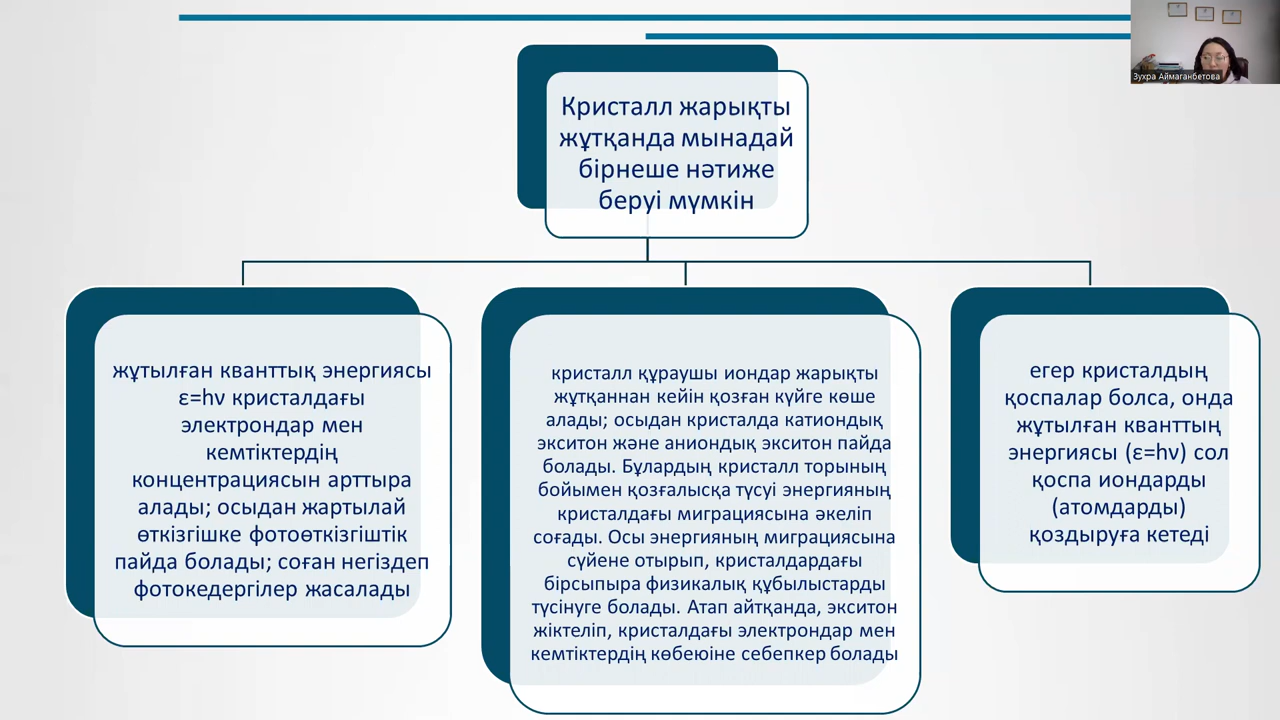 Зухра Аймаганбетова
Кристалл жарықты
жұтқанда мынадай
бірнеше нәтиже
беруі мүмкін
жұтылған кванттық энергиясы
ε=hν кристалдағы
электрондар мен
кемтіктердің
концентрациясын арттыра
алады; осыдан жартылай
өткізгішке фотоөткізгіштік
пайда болады; соған негіздеп
фотокедергілер жасалады
кристалл құраушы иондар жарықты
жұтқаннан кейін қозған күйге көше
алады; осыдан кристалда катиондық
экситон және аниондық экситон пайда
болады. Бұлардың кристалл торының
бойымен қозғалысқа түсуі энергияның
кристалдағы миграциясына әкеліп
соғады. Осы энергияның миграциясына
сүйене отырып, кристалдардағы
бірсыпыра физикалық құбылыстарды
түсінуге болады. Атап айтқанда, экситон
жіктеліп, кристалдағы электрондар мен
кемтіктердің көбеюіне себепкер болады
егер кристалдың
қоспалар болса, онда
жұтылған кванттың
энергиясы (ε=hν) сол
қоспа иондарды
(атомдарды)
қоздыруға кетеді